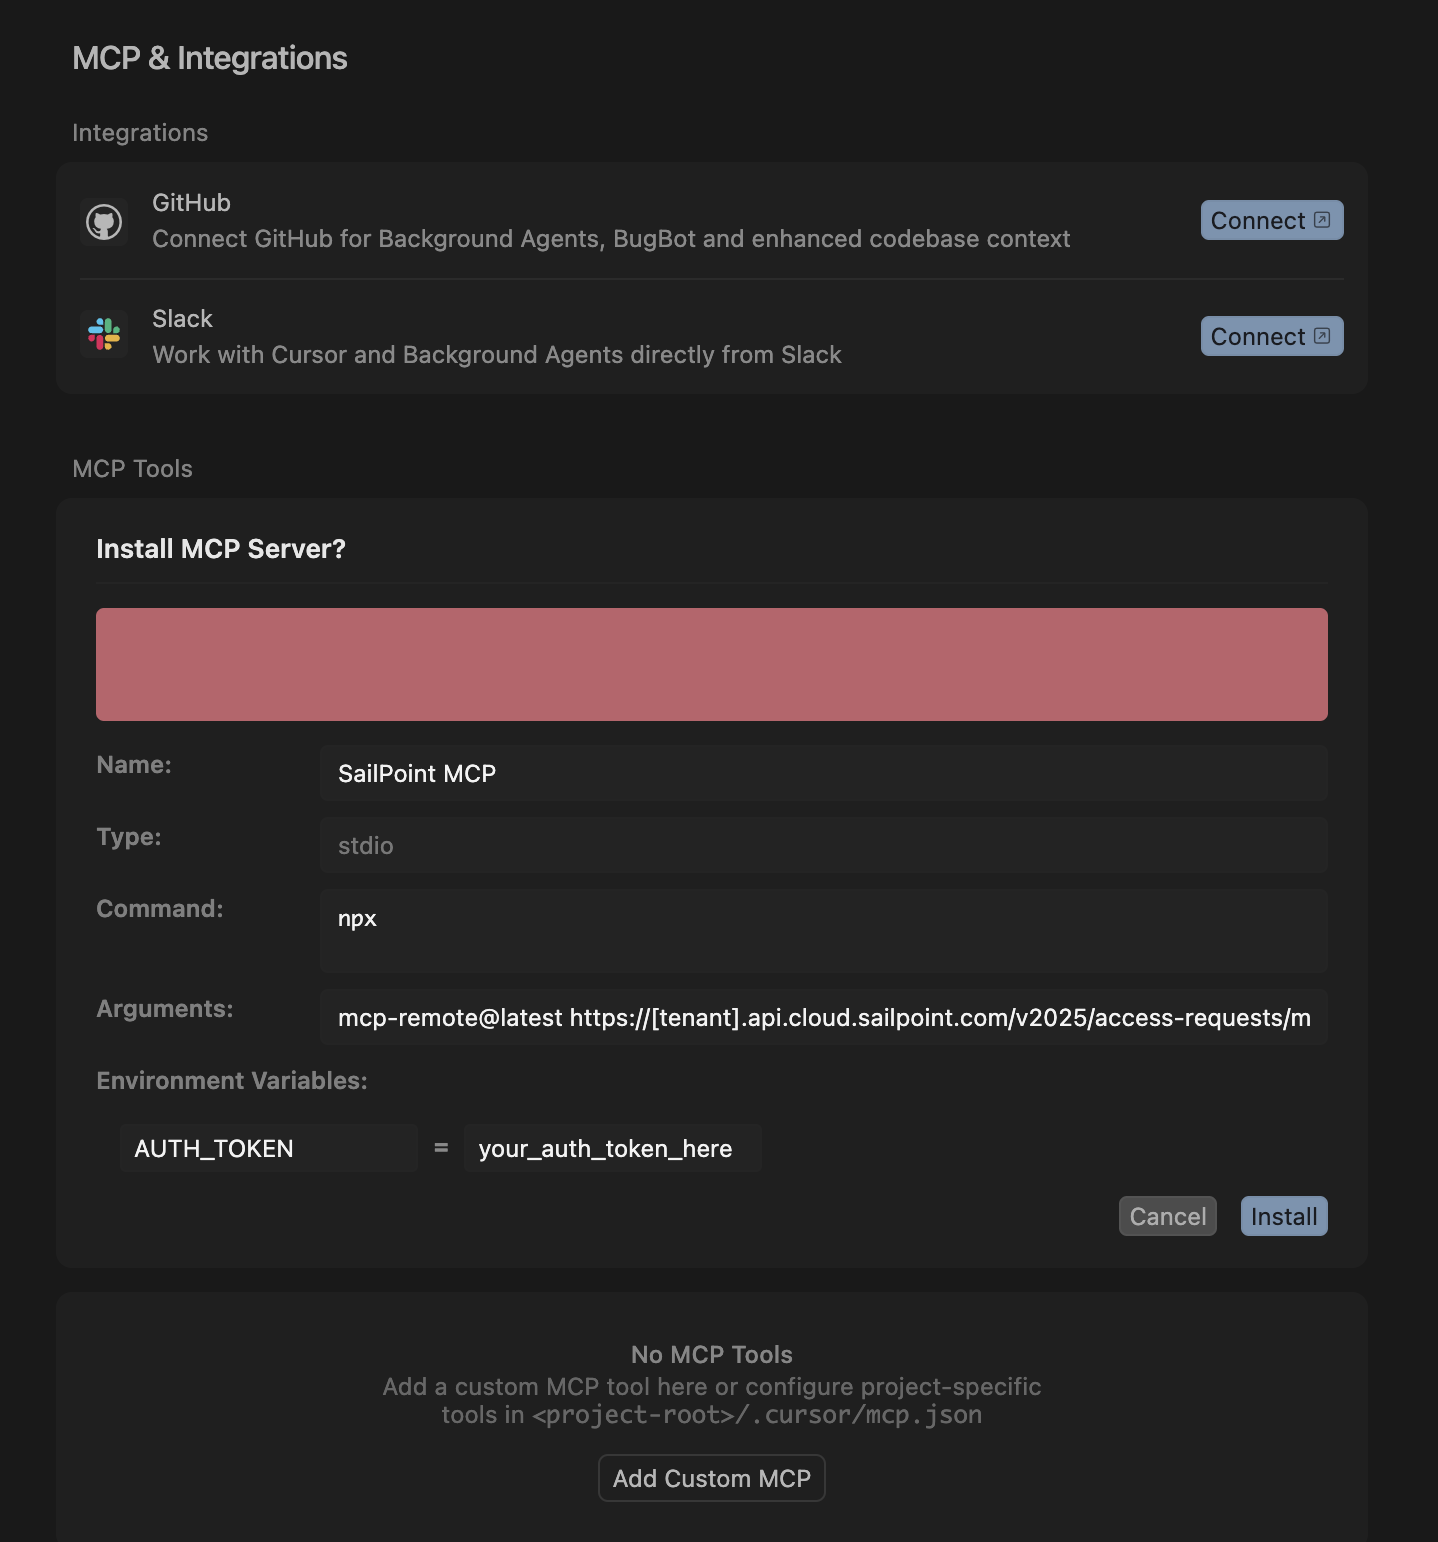 MCP & Integrations
Integrations
GitHub
Connect GitHub for Background Agents, BugBot and enhanced codebase context
Connect
Slack
Work with Cursor and Background Agents directly from Slack
Connect
MCP Tools
Install MCP Server?
Name:
SailPoint MCP
Type:
stdio
Command:
npx
Arguments:
mcp-remote@latest https://[tenant].api.cloud.sailpoint.com/v2025/access-requests/m
Environment Variables:
AUTH_TOKEN = your_auth_token_here
Cancel Install
No MCP Tools
Add a custom MCP tool here or configure project-specific
tools in <project-root>/.cursor/mcp.json
Add Custom MCP